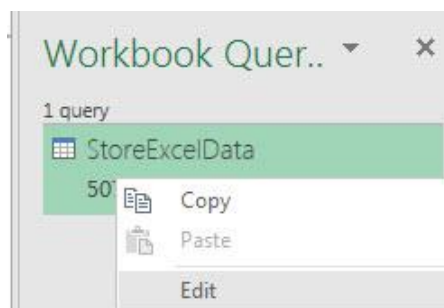 Workbook Quer..
1 query
StoreExcelData
Copy
Paste
Edit